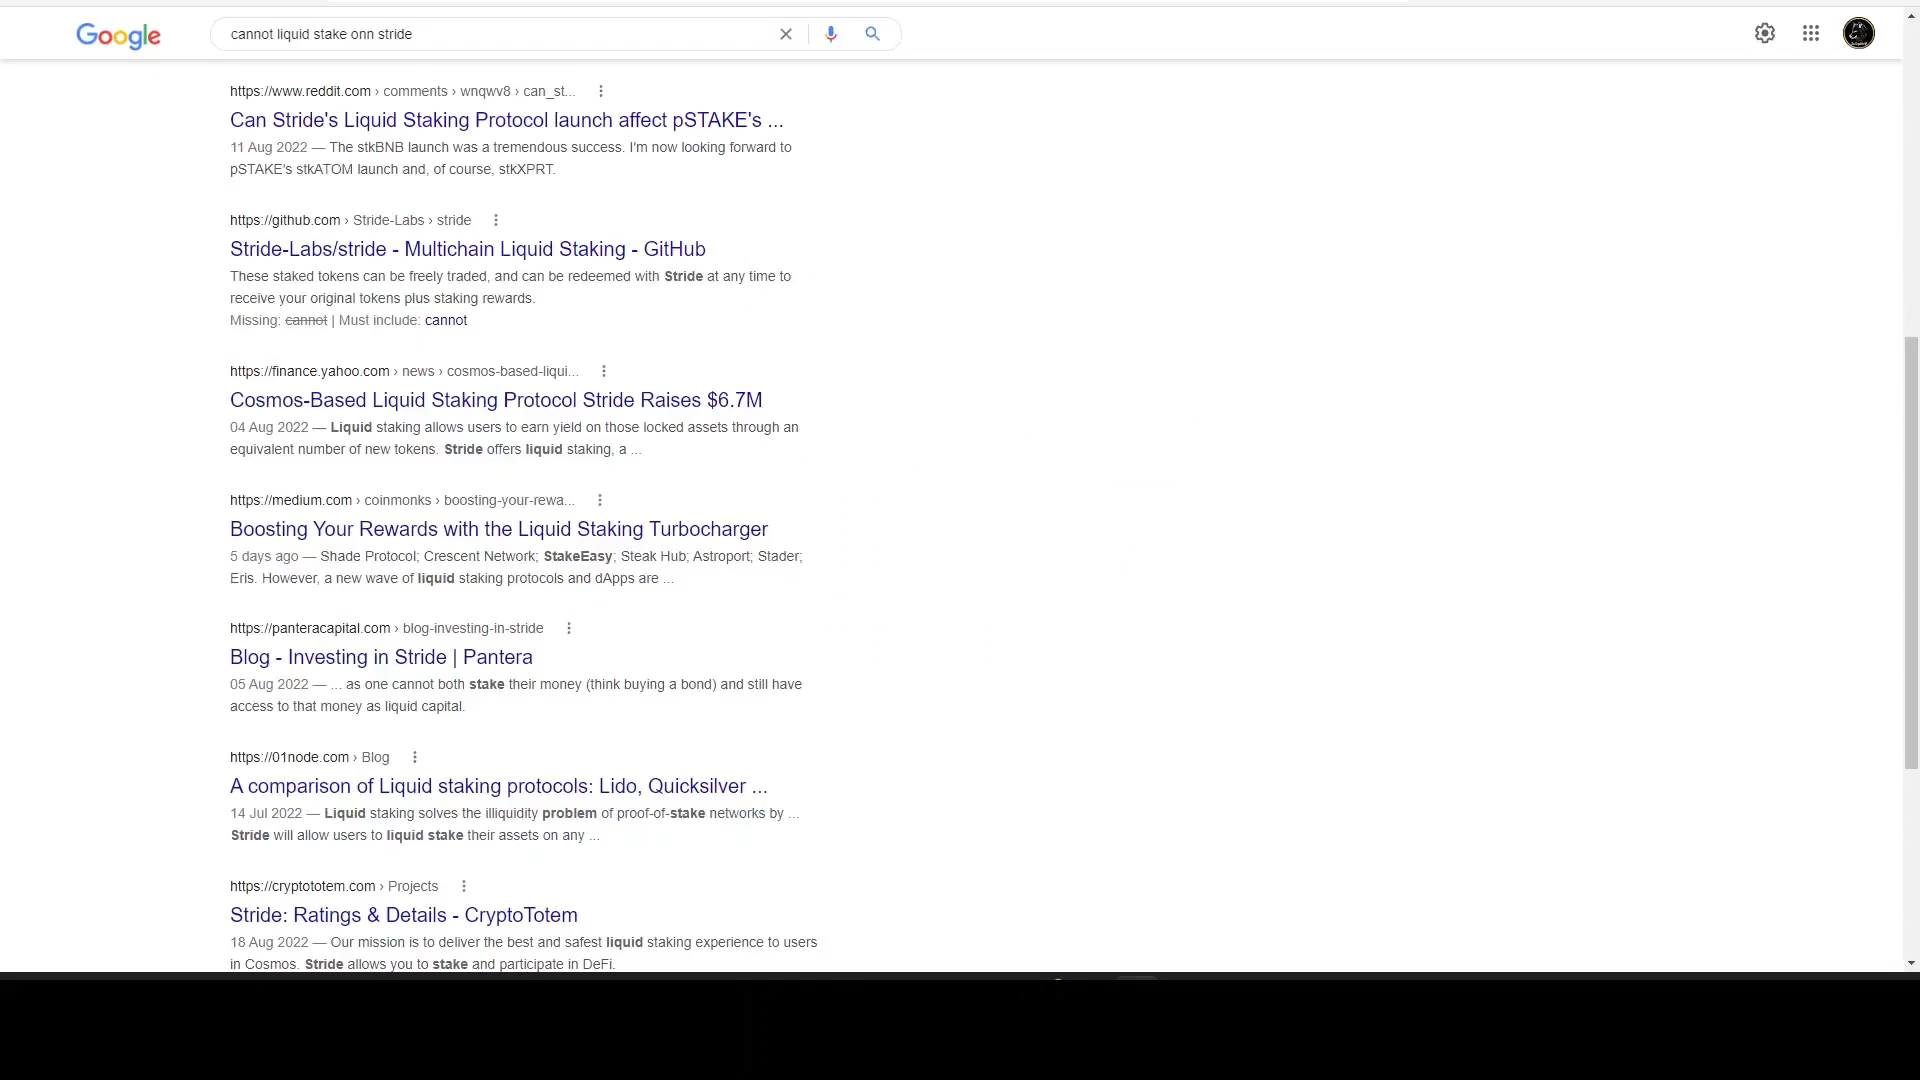 Google
cannot liquid stake onn stride
https://www.reddit.com › comments › wnqwv8 › can_st...
Can Stride's Liquid Staking Protocol launch affect pSTAKE's ...
11 Aug 2022 — The stkBNB launch was a tremendous success. I'm now looking forward to
pSTAKE's stkATOM launch and, of course, stkXPRT.
https://github.com › Stride-Labs › stride
Stride-Labs/stride - Multichain Liquid Staking - GitHub
These staked tokens can be freely traded, and can be redeemed with Stride at any time to
receive your original tokens plus staking rewards.
Missing: cannot | Must include: cannot
https://finance.yahoo.com › news › cosmos-based-liqui...
Cosmos-Based Liquid Staking Protocol Stride Raises $6.7M
04 Aug 2022 — Liquid staking allows users to earn yield on those locked assets through an
equivalent number of new tokens. Stride offers liquid staking, a ...
https://medium.com › coinmonks › boosting-your-rewa...
Boosting Your Rewards with the Liquid Staking Turbocharger
5 days ago — Shade Protocol; Crescent Network; StakeEasy; Steak Hub; Astroport; Stader;
Eris. However, a new wave of liquid staking protocols and dApps are ...
https://panteracapital.com › blog-investing-in-stride
Blog - Investing in Stride | Pantera
05 Aug 2022 — ... as one cannot both stake their money (think buying a bond) and still have
access to that money as liquid capital.
https://01node.com › Blog
A comparison of Liquid staking protocols: Lido, Quicksilver ...
14 Jul 2022 — Liquid staking solves the illiquidity problem of proof-of-stake networks by ...
Stride will allow users to liquid stake their assets on any ...
https://cryptototem.com › Projects
Stride: Ratings & Details - CryptoTotem
18 Aug 2022 — Our mission is to deliver the best and safest liquid staking experience to users
in Cosmos. Stride allows you to stake and participate in DeFi.